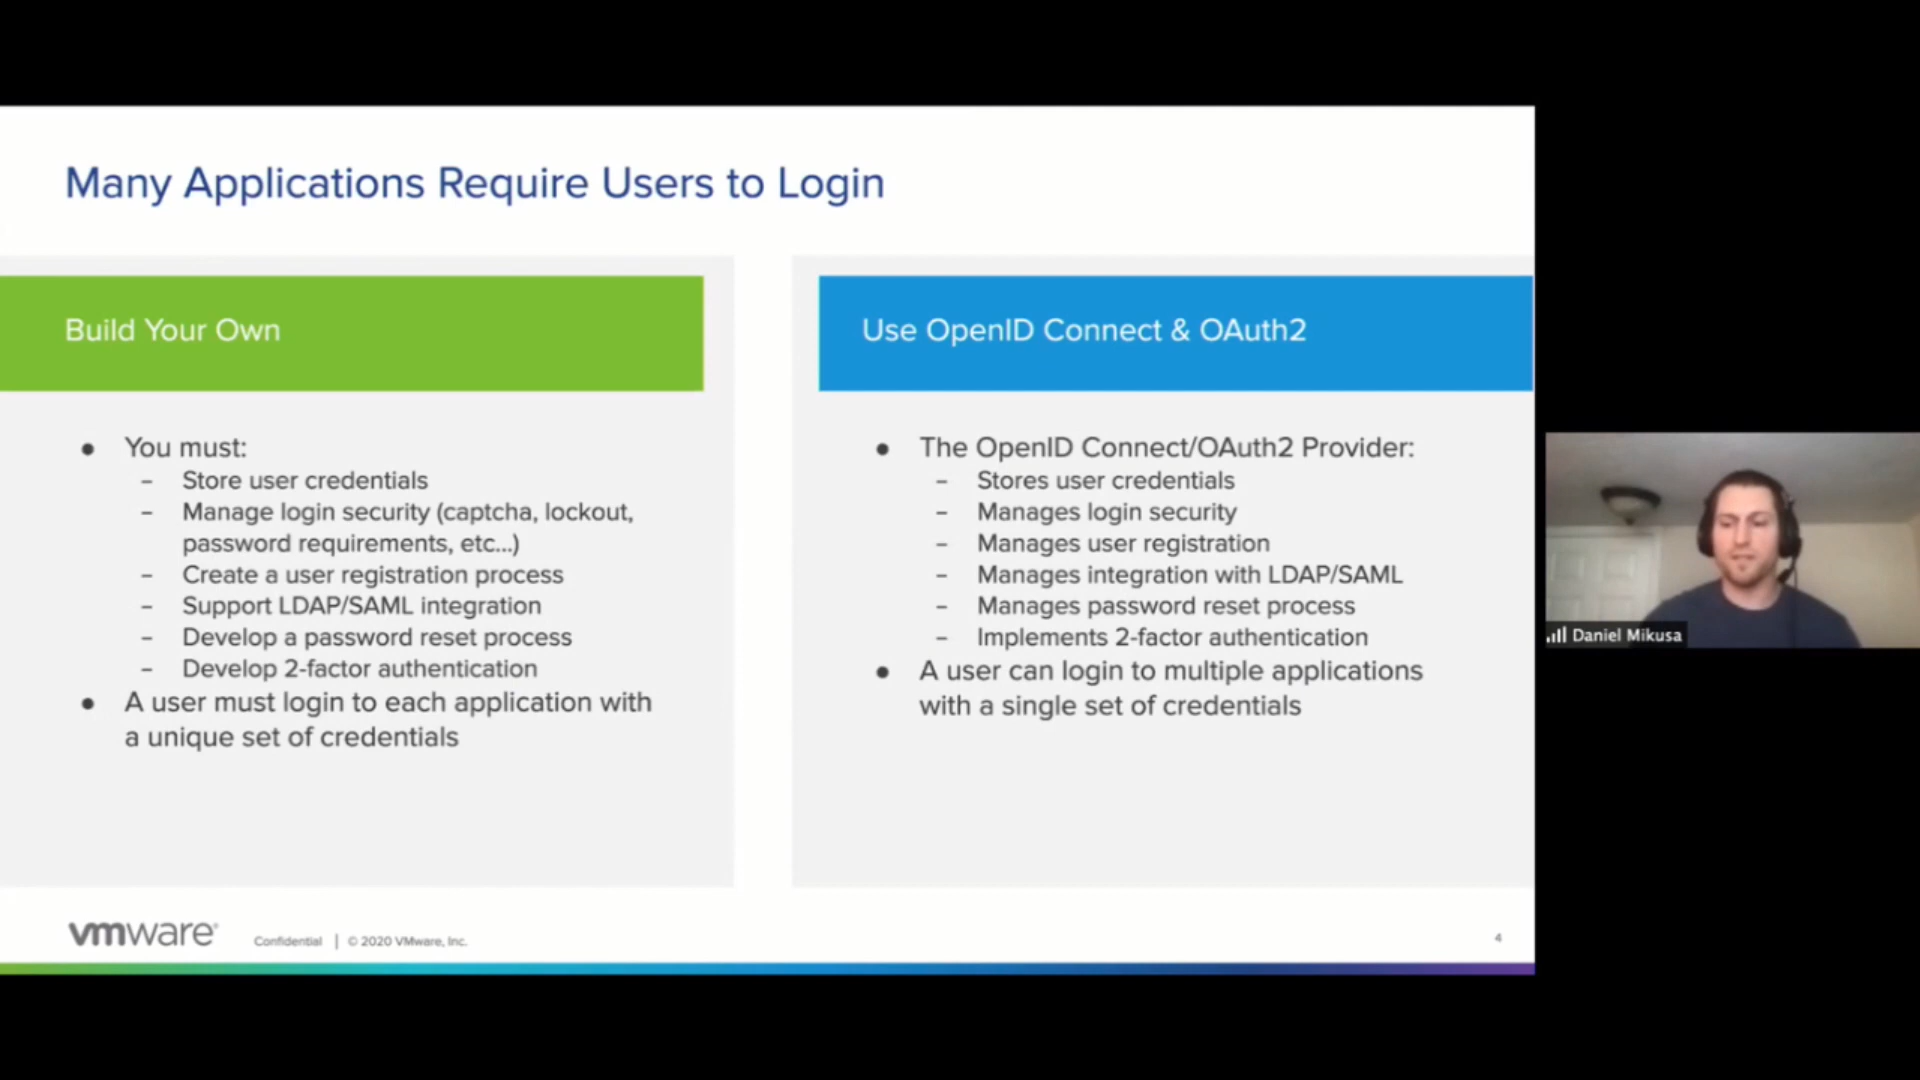 Many Applications Require Users to Login
Build Your Own
● You must:
– Store user credentials
– Manage login security (captcha, lockout,
password requirements, etc...)
– Create a user registration process
– Support LDAP/SAML integration
– Develop a password reset process
– Develop 2-factor authentication
● A user must login to each application with
a unique set of credentials
Use OpenID Connect & OAuth2
● The OpenID Connect/OAuth2 Provider:
– Stores user credentials
– Manages login security
– Manages user registration
– Manages integration with LDAP/SAML
– Manages password reset process
– Implements 2-factor authentication
● A user can login to multiple applications
with a single set of credentials
Daniel Mikusa
vmware®
Confidential | © 2020 VMware, Inc.
4